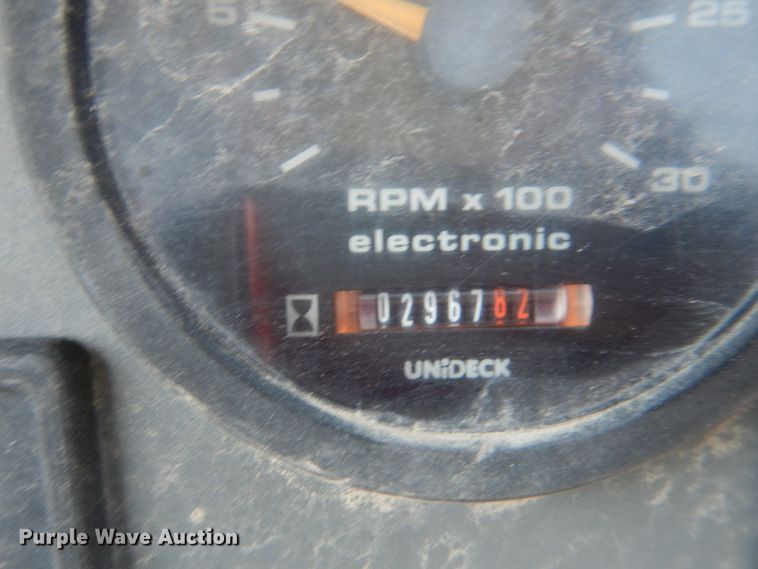 5 25
30
RPM x 100
electronic
0296782
UNiDECK
Purple Wave Auction